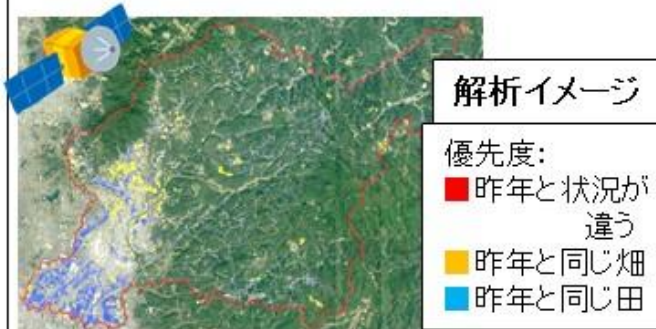 解析イメージ
優先度:
■昨年と状況が
違う
■昨年と同じ畑
■昨年と同じ田